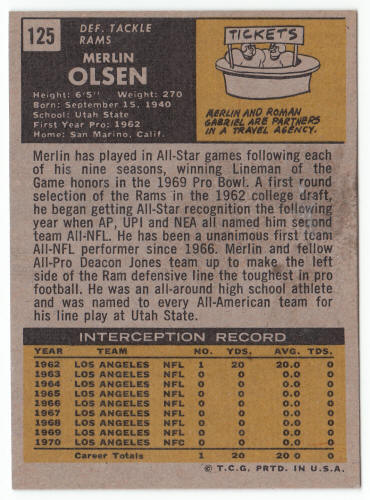 125
DEF. TACKLE
RAMS
MERLIN
OLSEN
Height: 6'5" Weight: 270
Born: September 15, 1940
School: Utah State
First Year Pro: 1962
Home: San Marino, Calif.
TICKETS
MERLIN AND ROMAN
GABRIEL ARE PARTNERS
IN A TRAVEL AGENCY.
Merlin has played in All-Star games following each
of his nine seasons, winning Lineman of the
Game honors in the 1969 Pro Bowl. A first round
selection of the Rams in the 1962 college draft,
he began getting All-Star recognition the following
year when AP, UPI and NEA all named him second
team All-NFL. He has been a unanimous first team
All-NFL performer since 1966. Merlin and fellow
All-Pro Deacon Jones team up to make the left
side of the Ram defensive line the toughest in pro
football. He was an all-around high school athlete
and was named to every All-American team for
his line play at Utah State.
INTERCEPTION RECORD
YEAR TEAM NO. YDS. AVG. TDS.
1962 LOS ANGELES NFL 1 20 20.0 0
1963 LOS ANGELES NFL 0 0 0 0
1964 LOS ANGELES NFL 0 0 0 0
1965 LOS ANGELES NFL 0 0 0 0
1966 LOS ANGELES NFL 0 0 0 0
1967 LOS ANGELES NFL 0 0 0 0
1968 LOS ANGELES NFL 0 0 0 0
1969 LOS ANGELES NFL 0 0 0 0
1970 LOS ANGELES NFC 0 0 0 0
Career Totals 1 20 20.0 0
© T.C.G. PRTD. IN U.S.A.